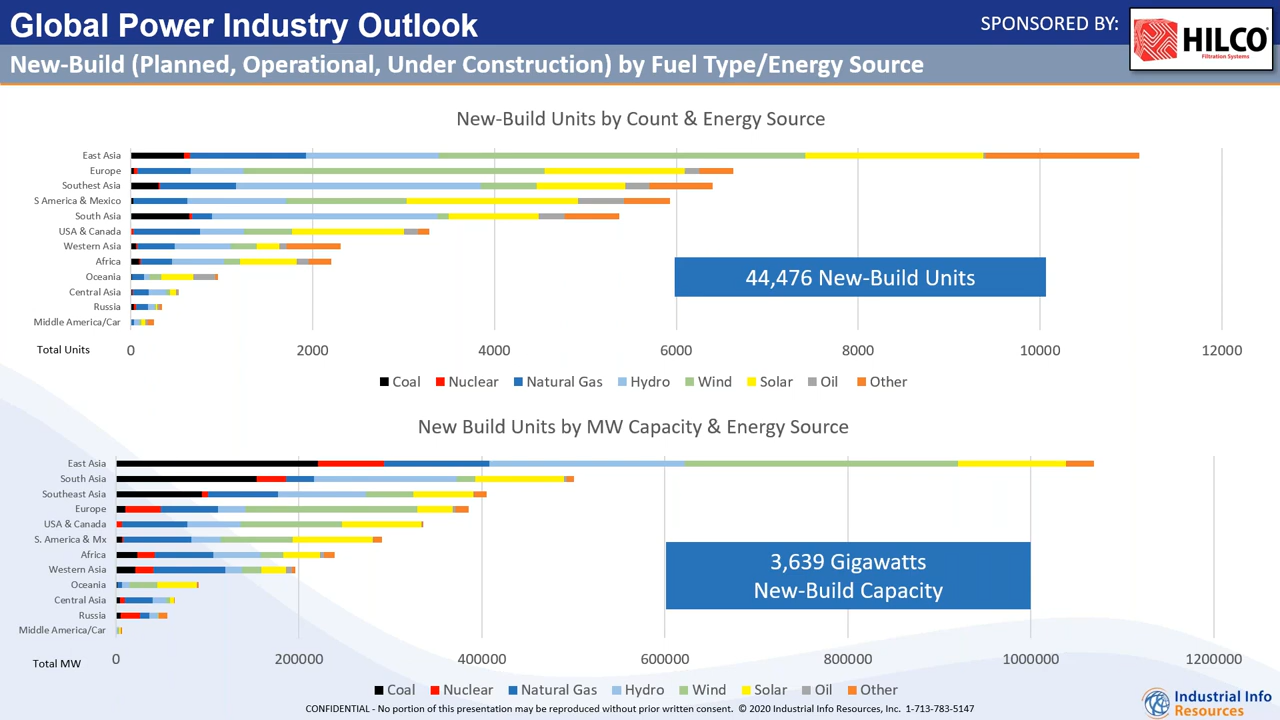 Global Power Industry Outlook
SPONSORED BY:
HILCO
Filtration Systems
New-Build (Planned, Operational, Under Construction) by Fuel Type/Energy Source
New-Build Units by Count & Energy Source
East Asia
Europe
Southest Asia
S America & Mexico
South Asia
USA & Canada
Western Asia
Africa
Oceania
Central Asia
Russia
Middle America/Car
44,476 New-Build Units
Total Units
0 2000 4000 6000 8000 10000 12000
Coal Nuclear Natural Gas Hydro Wind Solar Oil Other
New Build Units by MW Capacity & Energy Source
East Asia
South Asia
Southeast Asia
Europe
USA & Canada
S. America & Mx
Africa
Western Asia
Oceania
Central Asia
Russia
Middle America/Car
3,639 Gigawatts
New-Build Capacity
Total MW
0 200000 400000 600000 800000 1000000 1200000
Coal Nuclear Natural Gas Hydro Wind Solar Oil Other
CONFIDENTIAL - No portion of this presentation may be reproduced without prior written consent. © 2020 Industrial Info Resources, Inc. 1-713-783-5147
Industrial Info
Resources